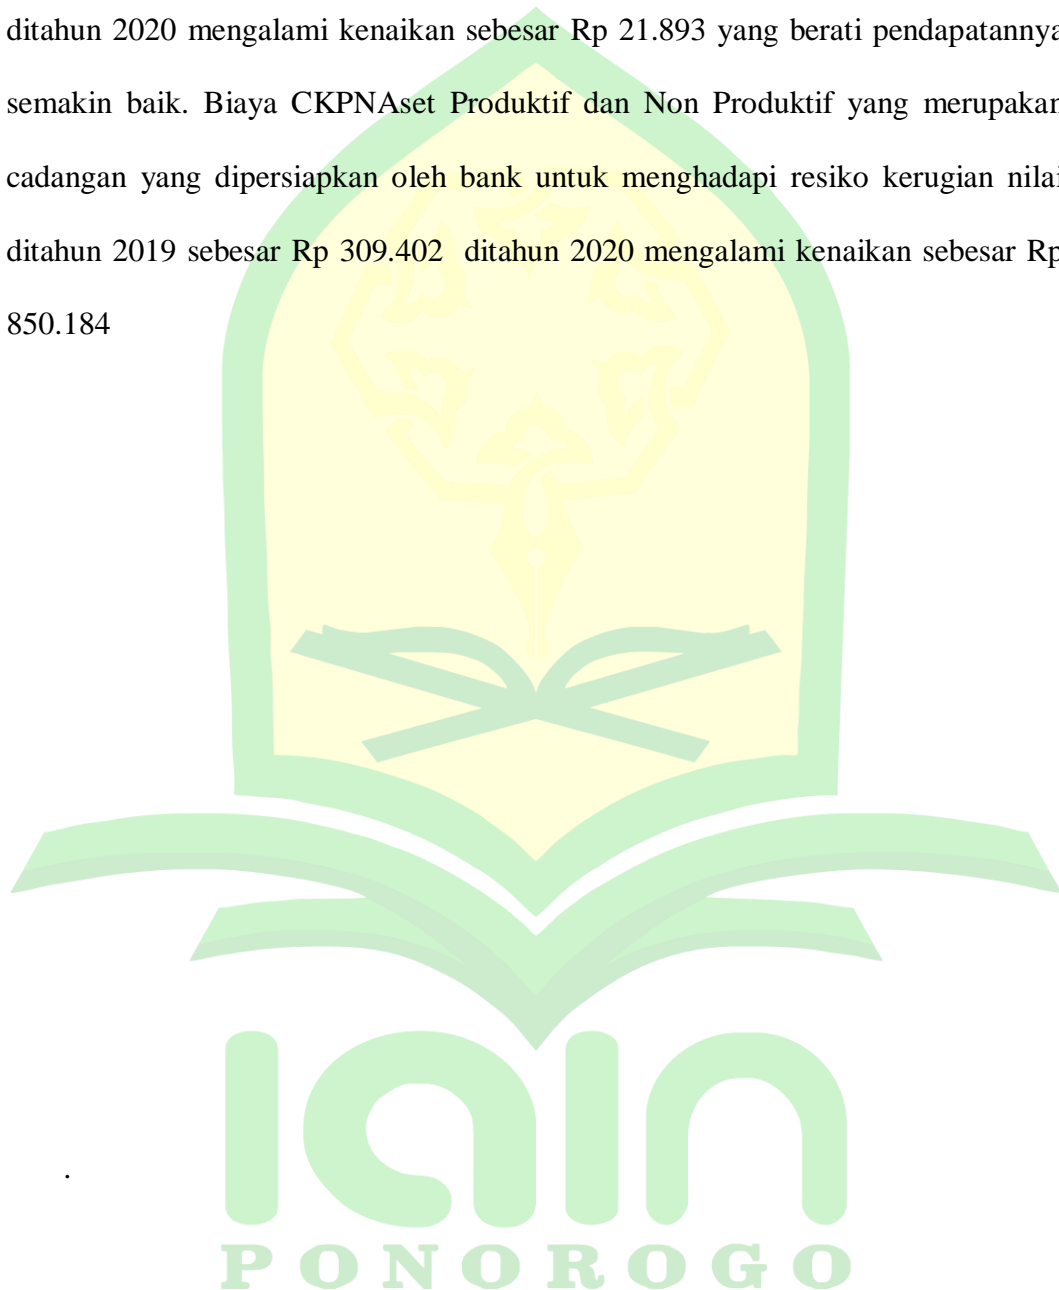 ditahun 2020 mengalami kenaikan sebesar Rp 21.893 yang berati pendapatannya
semakin baik. Biaya CKPNAset Produktif dan Non Produktif yang merupakan
cadangan yang dipersiapkan oleh bank untuk menghadapi resiko kerugian nilai
ditahun 2019 sebesar Rp 309.402 ditahun 2020 mengalami kenaikan sebesar Rp
850.184
.
iain
PONOROGO